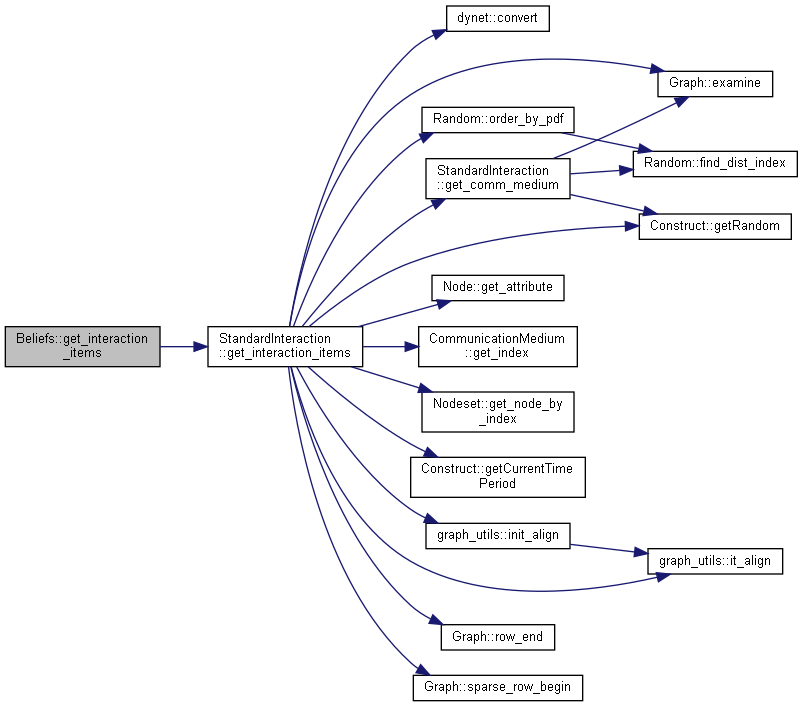 dynet::convert
Graph::examine
Random::order_by_pdf
Random::find_dist_index
StandardInteraction
::get_comm_medium
Construct::getRandom
Node::get_attribute
Beliefs::get_interaction
_items
StandardInteraction
::get_interaction_items
CommunicationMedium
::get_index
Nodeset::get_node_by
_index
Construct::getCurrentTime
Period
graph_utils::init_align
graph_utils::it_align
Graph::row_end
Graph::sparse_row_begin